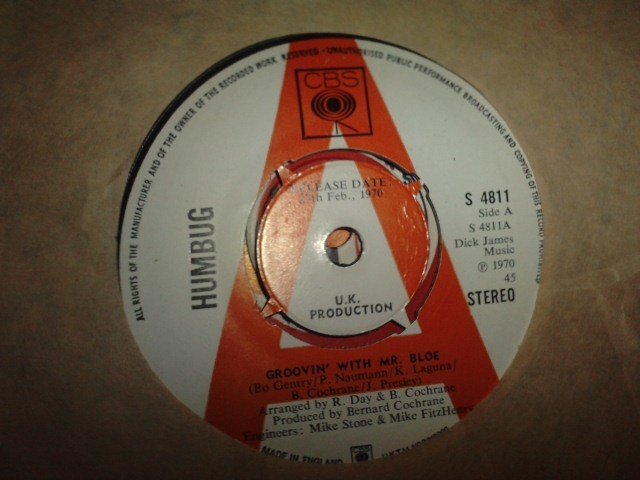 ALL RIGHTS OF THE MANUFACTURER AND OF THE OWNER OF THE RECORDED WORK RESERVED - UNAUTHORISED PUBLIC PERFORMANCE BROADCASTING AND COPYING OF THIS RECORD PROHIBITED
CBS
HUMBUG
RELEASE DATE:
Feb., 1970
S 4811
Side A
S 4811A
Dick James
Music
℗ 1970
45
STEREO
U.K.
PRODUCTION
GROOVIN' WITH MR. BLOE
(Bo Gentry/P. Naumann/K. Laguna/
B. Cochrane/J. Presley)
Arranged by R. Day & B. Cochrane
Produced by Bernard Cochrane
Engineers: Mike Stone & Mike FitzHenry
MADE IN ENGLAND